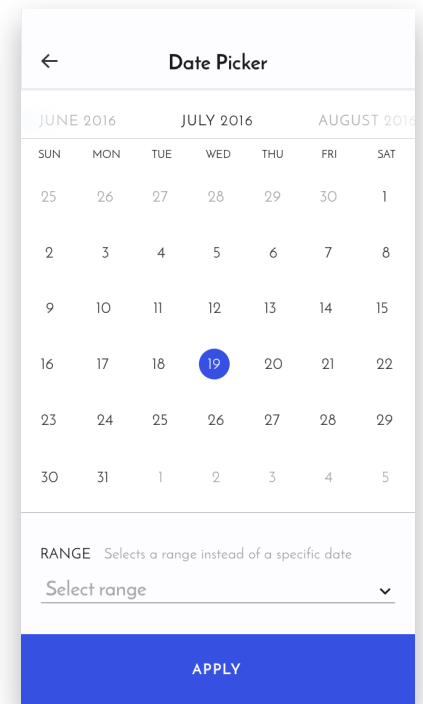 Date Picker
JUNE 2016 JULY 2016 AUGUST 2016
SUN MON TUE WED THU FRI SAT
25 26 27 28 29 30 1
2 3 4 5 6 7 8
9 10 11 12 13 14 15
16 17 18 19 20 21 22
23 24 25 26 27 28 29
30 31 1 2 3 4 5
RANGE Selects a range instead of a specific date
Select range
APPLY